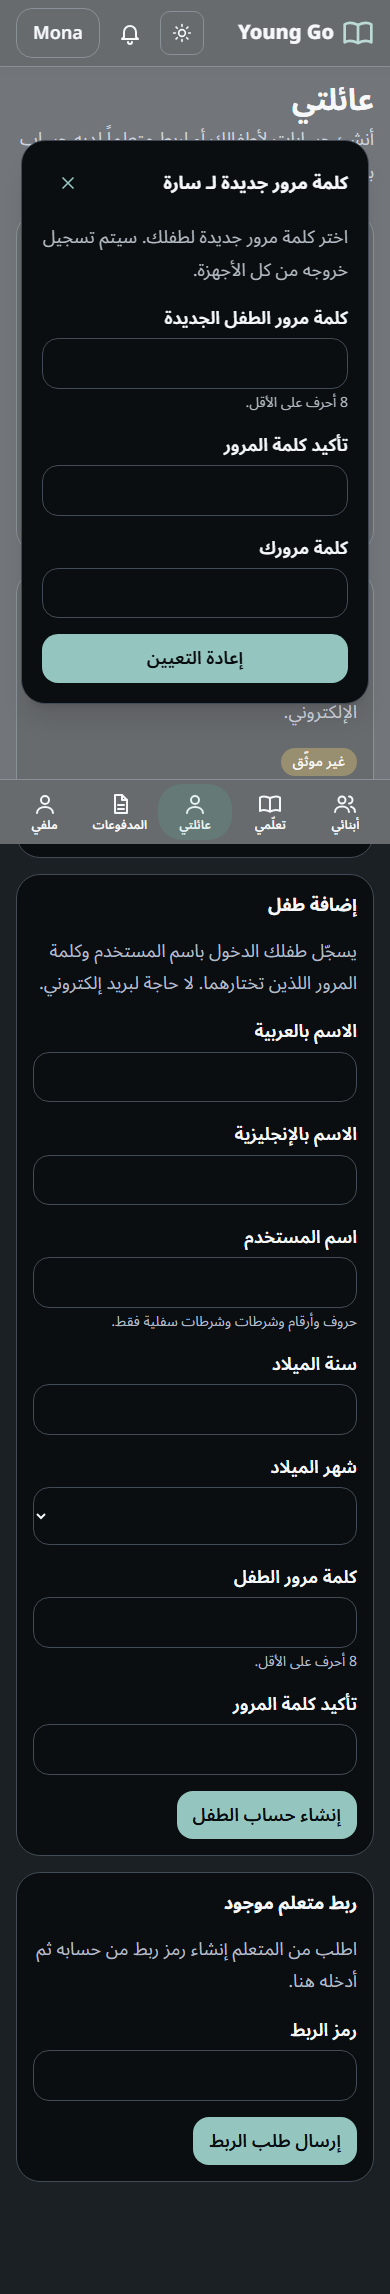 Young Go
Mona
عائلتي
كلمة مرور جديدة لـ سارة
اختر كلمة مرور جديدة لطفلك. سيتم تسجيل
خروجه من كل الأجهزة.
كلمة مرور الطفل الجديدة
8 أحرف على الأقل.
تأكيد كلمة المرور
كلمة مرورك
إعادة التعيين
الإلكتروني.
غير موثّق
أبنائي
تعلّمي
عائلتي
المدفوعات
ملفي
إضافة طفل
يسجّل طفلك الدخول باسم المستخدم وكلمة
المرور اللذين تختارهما. لا حاجة لبريد إلكتروني.
الاسم بالعربية
الاسم بالإنجليزية
اسم المستخدم
حروف وأرقام وشرطات وشرطات سفلية فقط.
سنة الميلاد
شهر الميلاد
كلمة مرور الطفل
8 أحرف على الأقل.
تأكيد كلمة المرور
إنشاء حساب الطفل
ربط متعلم موجود
اطلب من المتعلم إنشاء رمز ربط من حسابه ثم
أدخله هنا.
رمز الربط
إرسال طلب الربط